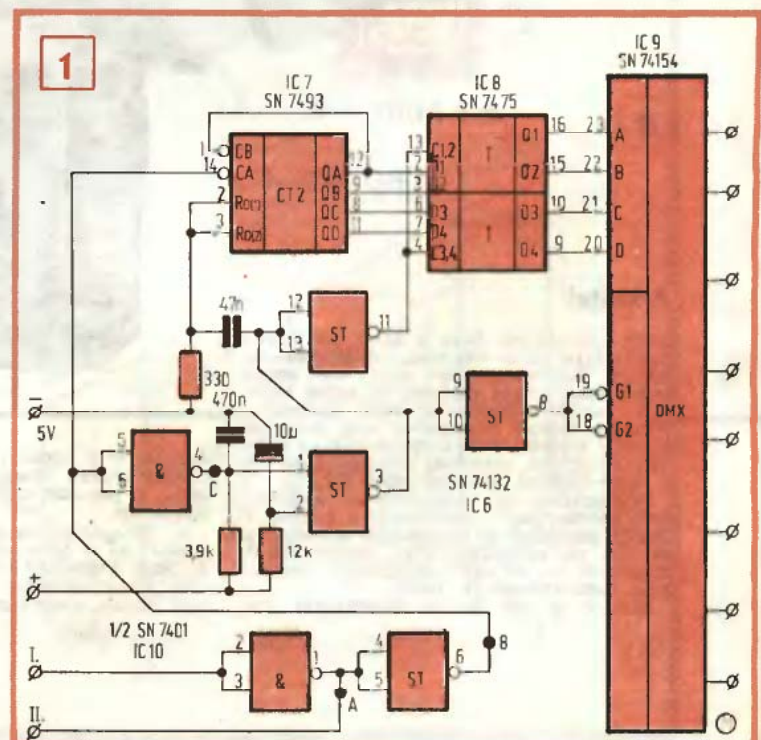 1
IC 7
SN 7493
IC 8
SN 7475
IC 9
SN 74154
1 CB
14 CA
2 R0(1)
3 R0(2)
CT2
QA 12
QB 9
QC 8
QD 11
13 C1,2
2 D1
3 D2
6 D3
7 D4
4 C3,4
T
T
Q1 16
Q2 15
Q3 10
Q4 9
23 A
22 B
21 C
20 D
47n
12
13
ST
11
330
470n
10µ
5V
5
6
&
4
C
1
2
ST
3
9
10
ST
8
19 G1
18 G2
DMX
SN 74132
IC 6
3,9k
12k
+
1/2 SN 7401
IC 10
I.
II.
2
3
&
1
A
4
5
ST
6
B